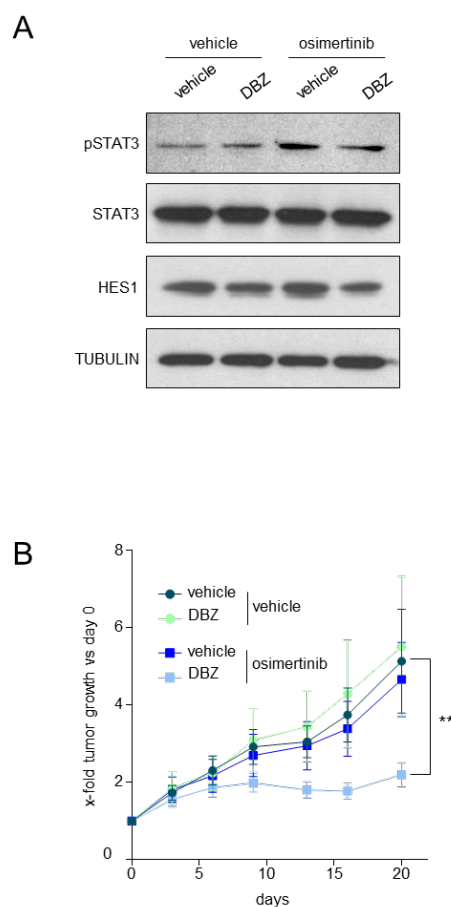 A
vehicle osimertinib
vehicle DBZ vehicle DBZ
pSTAT3
STAT3
HES1
TUBULIN
B
x-fold tumor growth vs day 0
8
6
4
2
0
vehicle
DBZ
vehicle
vehicle
DBZ
osimertinib
**
0 5 10 15 20
days